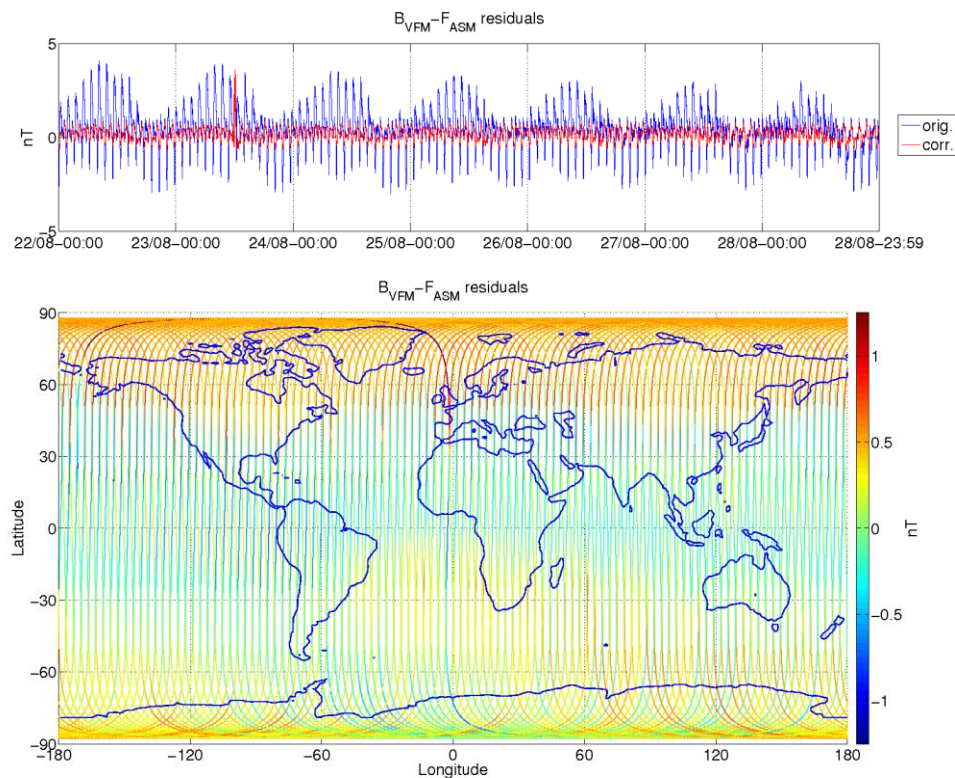 B_VFM−F_ASM residuals
5
0
−5
nT
22/08−00:00 23/08−00:00 24/08−00:00 25/08−00:00 26/08−00:00 27/08−00:00 28/08−00:00 28/08−23:59
orig.
corr.
B_VFM−F_ASM residuals
90
60
30
0
−30
−60
−90
Latitude
−180 −120 −60 0 60 120 180
Longitude
1
0.5
0
−0.5
−1
nT